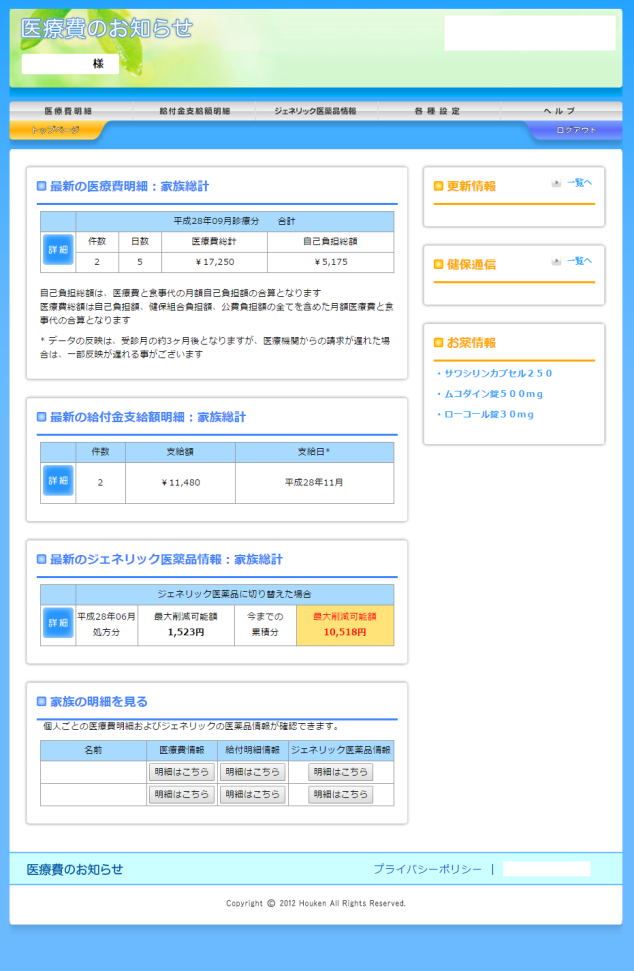 医療費のお知らせ
様
医療費明細
給付金支給額明細
ジェネリック医薬品情報
各種設定
ヘルプ
トップページ
ログアウト
最新の医療費明細：家族総計
平成28年09月診療分 合計
詳細
件数 日数 医療費総計 自己負担総額
2 5 ￥17,250 ￥5,175
自己負担総額は、医療費と食事代の月額自己負担額の合算となります
医療費総額は自己負担額、健保組合負担額、公費負担額の全てを含めた月額医療費と食
事代の合算となります
* データの反映は、受診月の約3ヶ月後となりますが、医療機関からの請求が遅れた場
合は、一部反映が遅れる事がございます
最新の給付金支給額明細：家族総計
件数 支給額 支給日*
詳細 2 ￥11,480 平成28年11月
最新のジェネリック医薬品情報：家族総計
ジェネリック医薬品に切り替えた場合
詳細
平成28年06月 最大削減可能額 今までの 最大削減可能額
処方分 1,523円 累積分 10,518円
家族の明細を見る
個人ごとの医療費明細およびジェネリックの医薬品情報が確認できます。
名前 医療費情報 給付明細情報 ジェネリック医薬品情報
明細はこちら 明細はこちら 明細はこちら
明細はこちら 明細はこちら 明細はこちら
更新情報 一覧へ
健保通信 一覧へ
お薬情報
・サワシリンカプセル２５０
・ムコダイン錠５００ｍｇ
・ローコール錠３０ｍｇ
医療費のお知らせ
プライバシーポリシー |
Copyright © 2012 Houken All Rights Reserved.